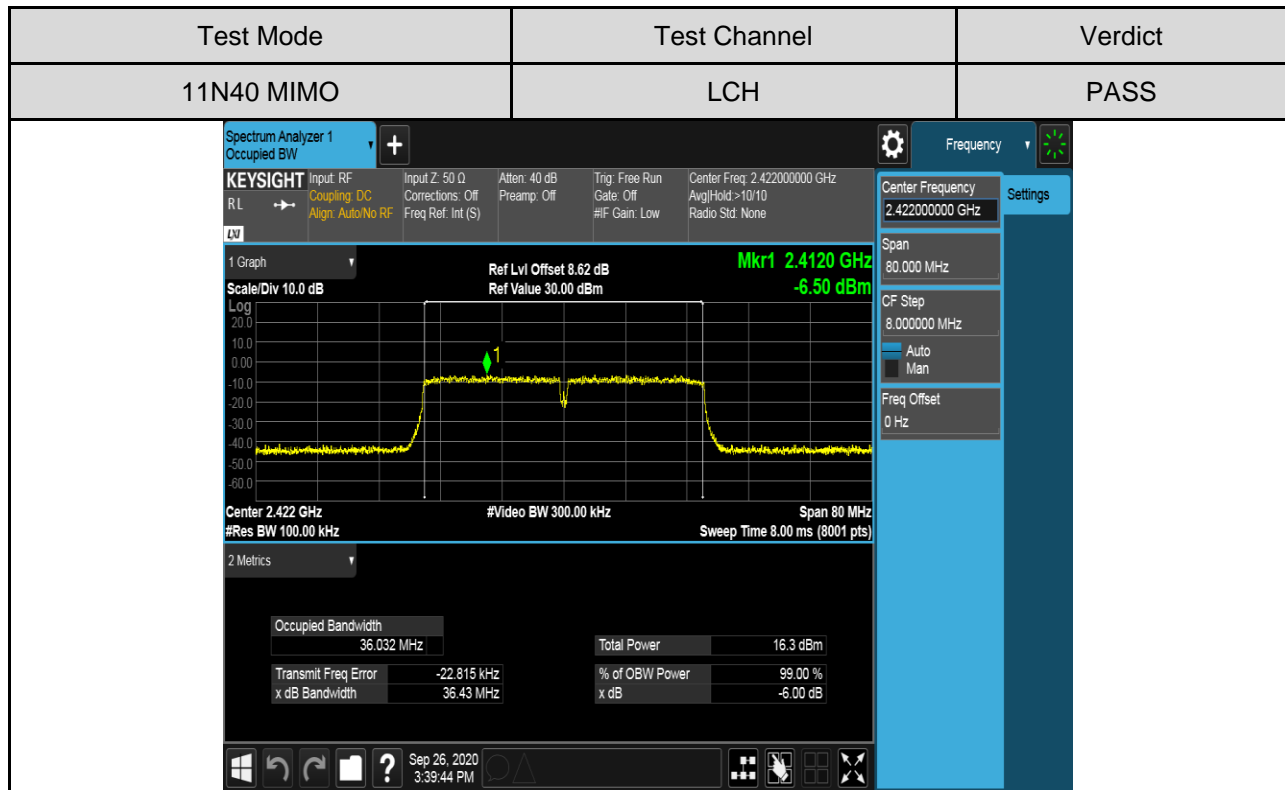 Test Mode Test Channel Verdict
11N40 MIMO LCH PASS
Spectrum Analyzer 1
Occupied BW
+
Frequency
KEYSIGHT
RL
LXI
Input: RF
Coupling: DC
Align: Auto/No RF
Input Z: 50 Ω
Corrections: Off
Freq Ref: Int (S)
Atten: 40 dB
Preamp: Off
Trig: Free Run
Gate: Off
#IF Gain: Low
Center Freq: 2.422000000 GHz
Avg|Hold:>10/10
Radio Std: None
1 Graph
Scale/Div 10.0 dB
Log
Ref Lvl Offset 8.62 dB
Ref Value 30.00 dBm
Mkr1 2.4120 GHz
-6.50 dBm
20.0
10.0
0.00
-10.0
-20.0
-30.0
-40.0
-50.0
-60.0
1
Center 2.422 GHz
#Res BW 100.00 kHz
#Video BW 300.00 kHz
Span 80 MHz
Sweep Time 8.00 ms (8001 pts)
2 Metrics
Occupied Bandwidth
36.032 MHz
Transmit Freq Error -22.815 kHz
x dB Bandwidth 36.43 MHz
Total Power 16.3 dBm
% of OBW Power 99.00 %
x dB -6.00 dB
?
Sep 26, 2020
3:39:44 PM
Center Frequency
2.422000000 GHz
Settings
Span
80.000 MHz
CF Step
8.000000 MHz
Auto
Man
Freq Offset
0 Hz